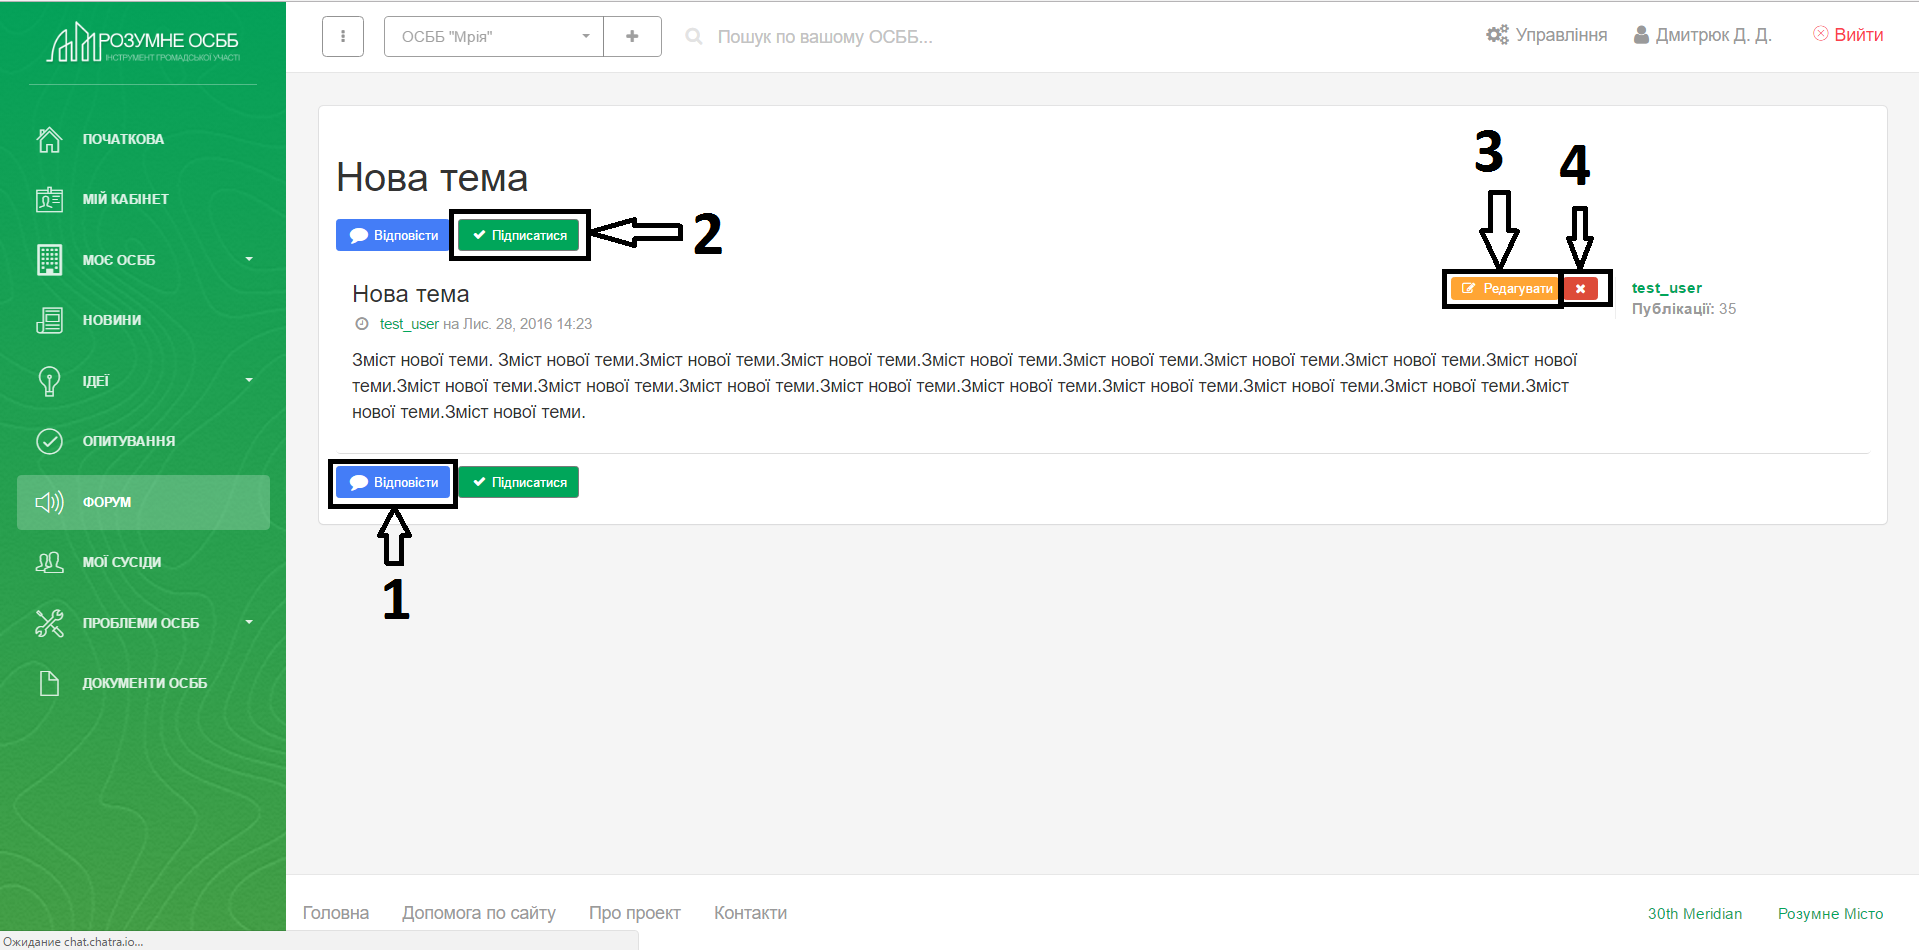 РОЗУМНЕ ОСББ
ІНСТРУМЕНТ ГРОМАДСЬКОЇ УЧАСТІ
ПОЧАТКОВА
МІЙ КАБІНЕТ
МОЄ ОСББ
НОВИНИ
ІДЕЇ
ОПИТУВАННЯ
ФОРУМ
МОЇ СУСІДИ
ПРОБЛЕМИ ОСББ
ДОКУМЕНТИ ОСББ
ОСББ "Мрія"
Пошук по вашому ОСББ...
Управління
Дмитрюк Д. Д.
Вийти
Нова тема
Відповісти
Підписатися
2
3
4
Нова тема
Редагувати
test_user
Публікації: 35
test_user на Лис. 28, 2016 14:23
Зміст нової теми. Зміст нової теми.Зміст нової теми.Зміст нової теми.Зміст нової теми.Зміст нової теми.Зміст нової теми.Зміст нової теми.Зміст нової
теми.Зміст нової теми.Зміст нової теми.Зміст нової теми.Зміст нової теми.Зміст нової теми.Зміст нової теми.Зміст нової теми.Зміст нової теми.Зміст
нової теми.Зміст нової теми.
Відповісти
Підписатися
1
Головна
Допомога по сайту
Про проект
Контакти
30th Meridian
Розумне Місто
Ожидание chat.chatra.io...